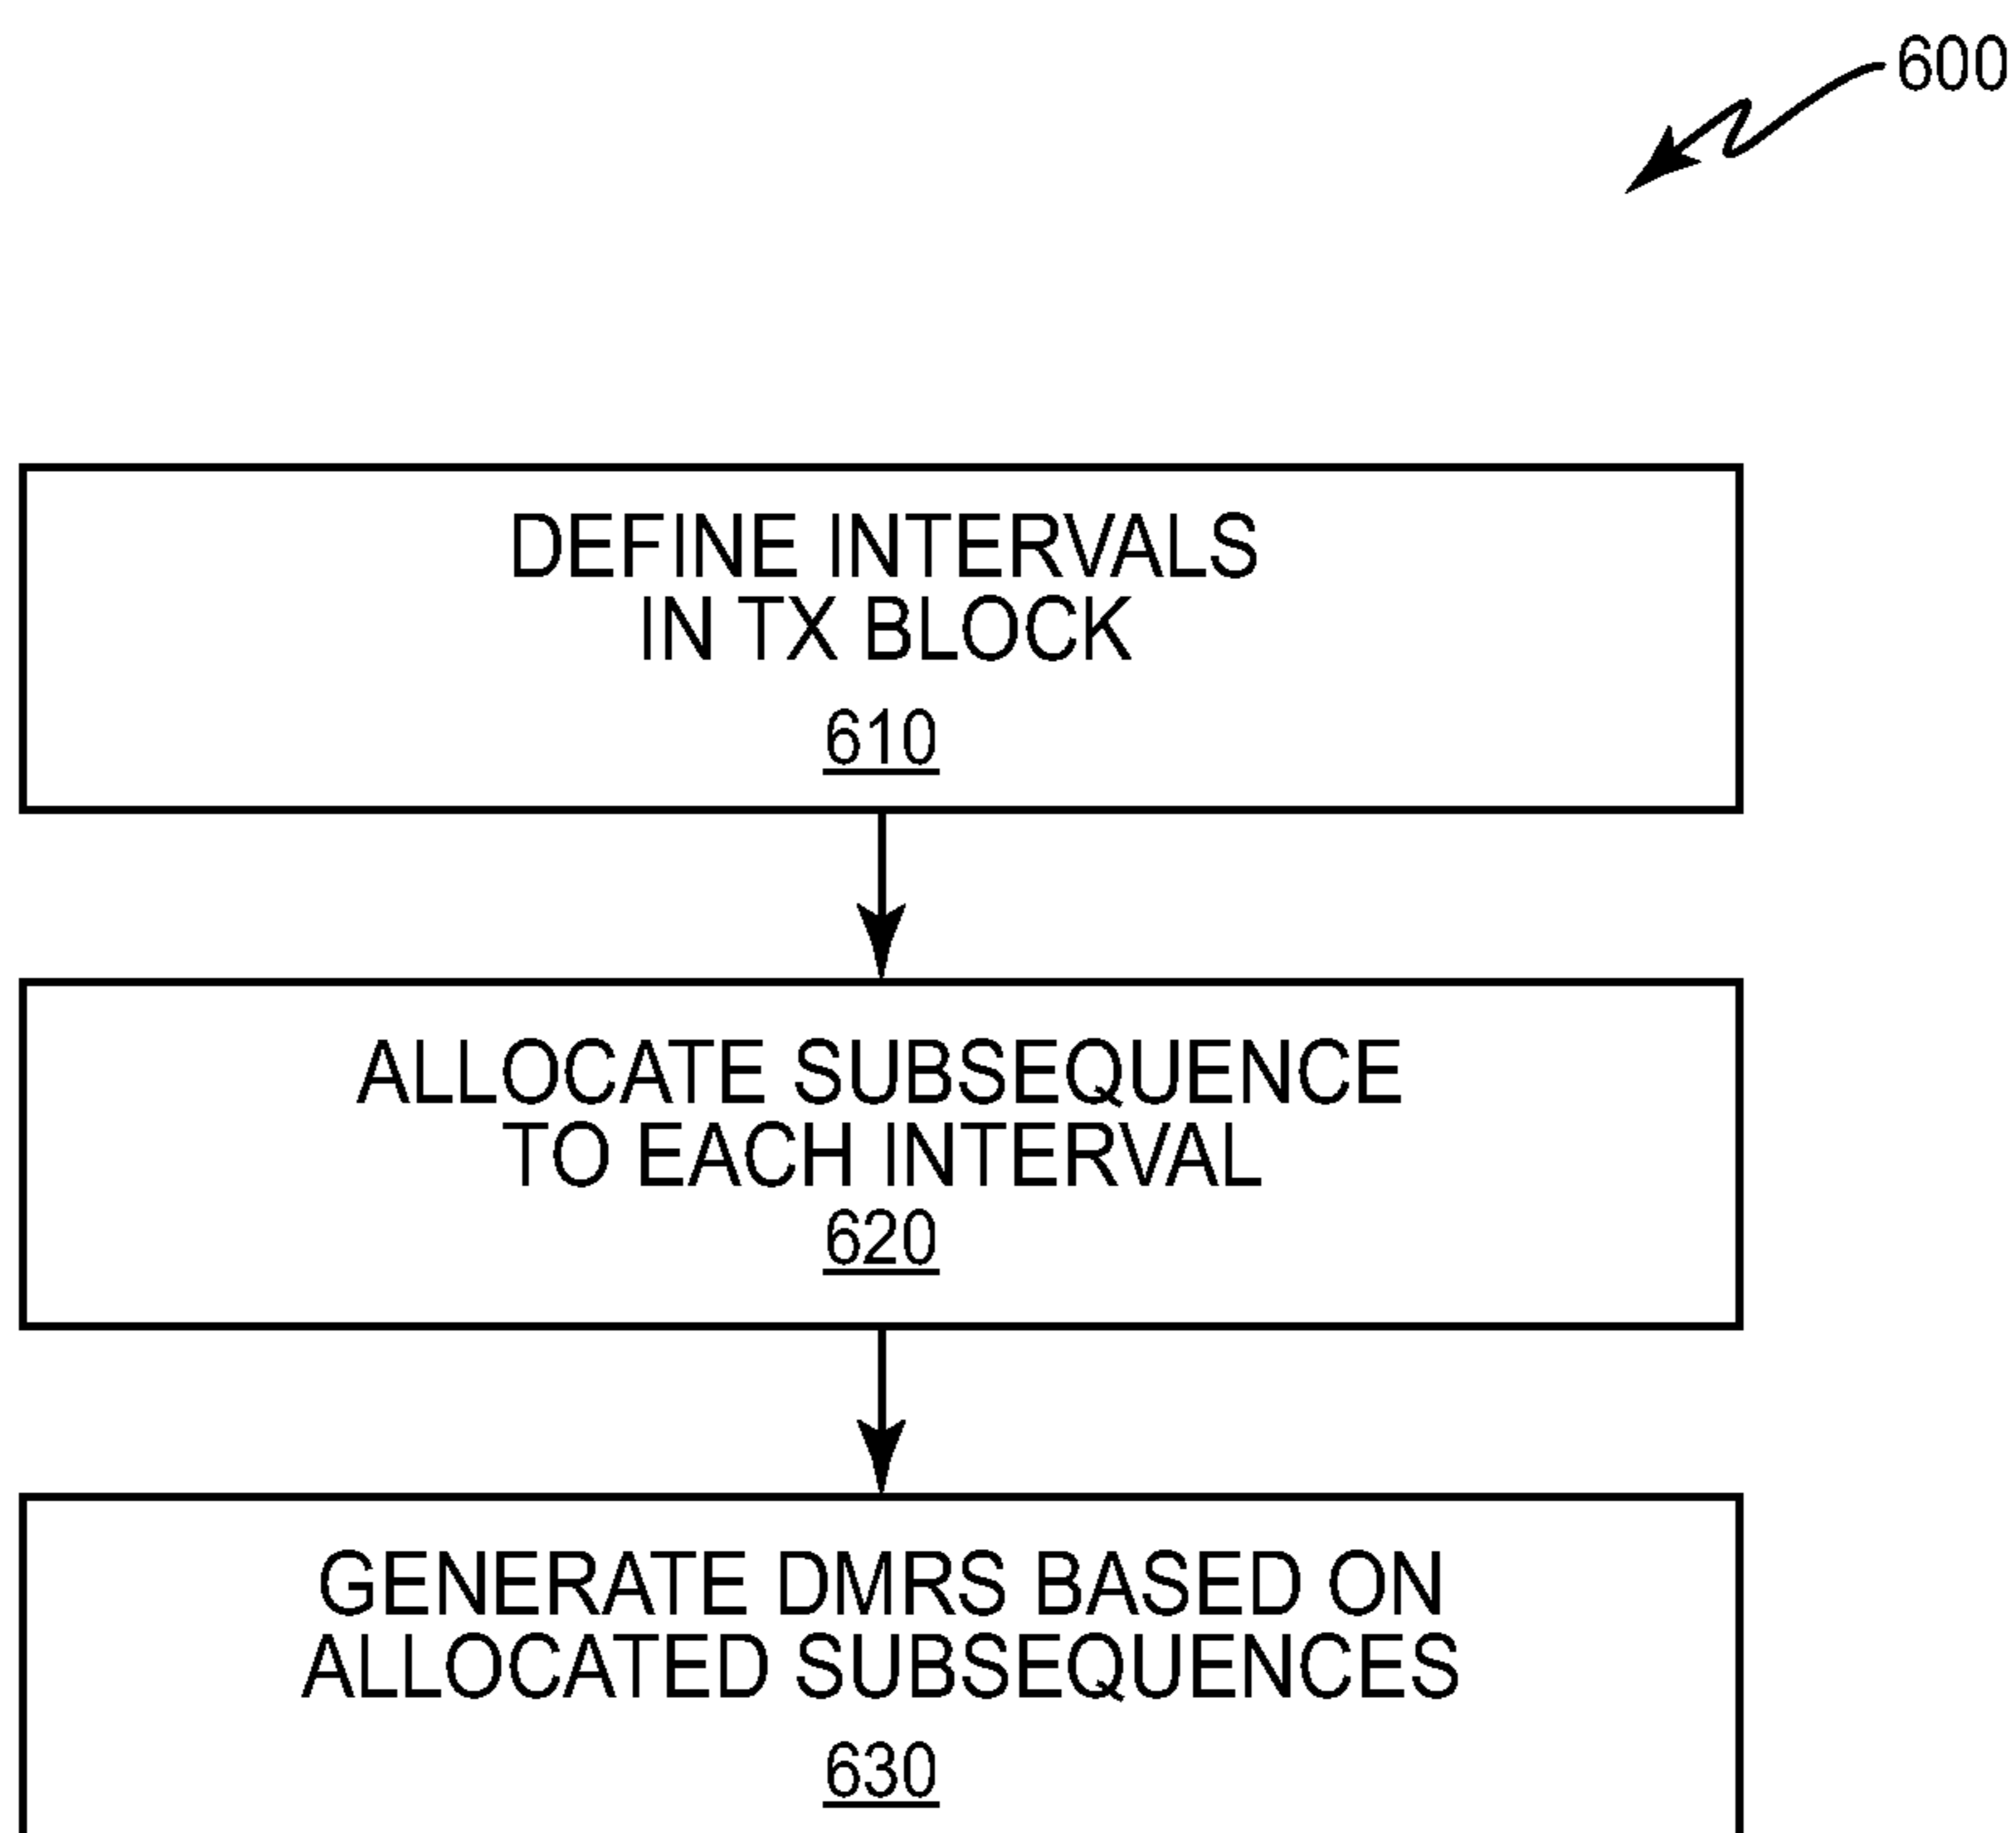 600
DEFINE INTERVALS
IN TX BLOCK
610
ALLOCATE SUBSEQUENCE
TO EACH INTERVAL
620
GENERATE DMRS BASED ON
ALLOCATED SUBSEQUENCES
630